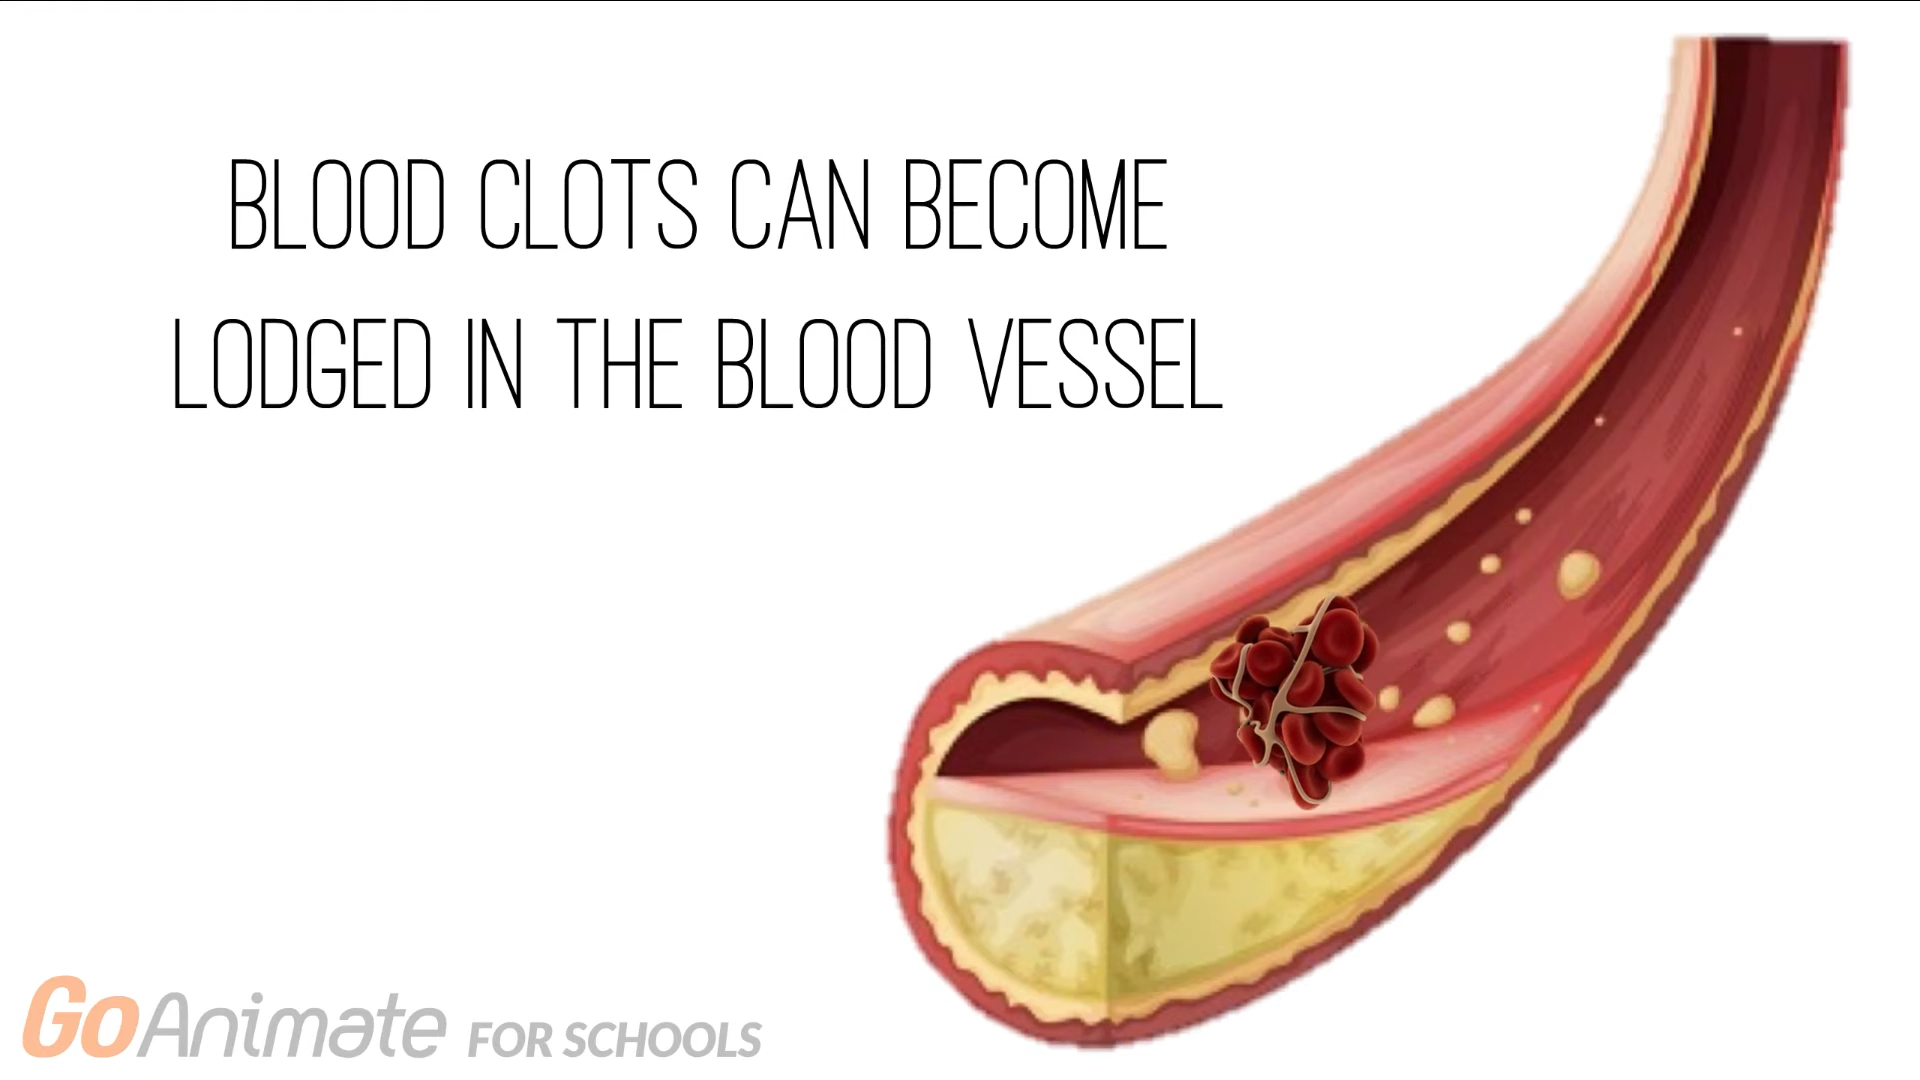 BLOOD CLOTS CAN BECOME
LODGED IN THE BLOOD VESSEL
GoAnimate FOR SCHOOLS